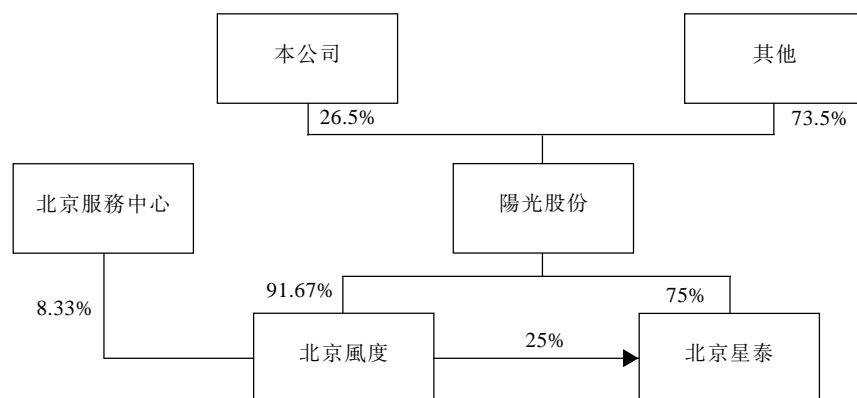 本公司
其他
26.5%
73.5%
北京服務中心
陽光股份
8.33%
91.67%
75%
北京風度
25%
北京星泰